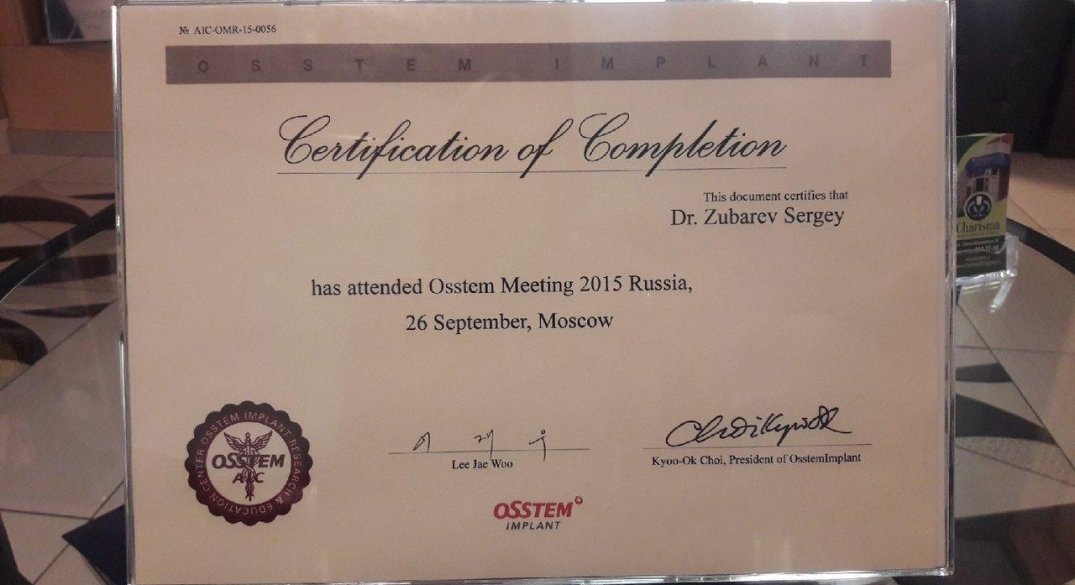 № AIC-OMR-15-0056
OSSTEM IMPLANT
Certification of Completion
This document certifies that
Dr. Zubarev Sergey
has attended Osstem Meeting 2015 Russia,
26 September, Moscow
OSSTEM IMPLANT RESEARCH & EDUCATION CENTER
OSSTEM
AIC
Lee Jae Woo
Kyoo-Ok Choi, President of OsstemImplant
OSSTEM
IMPLANT
Charisma